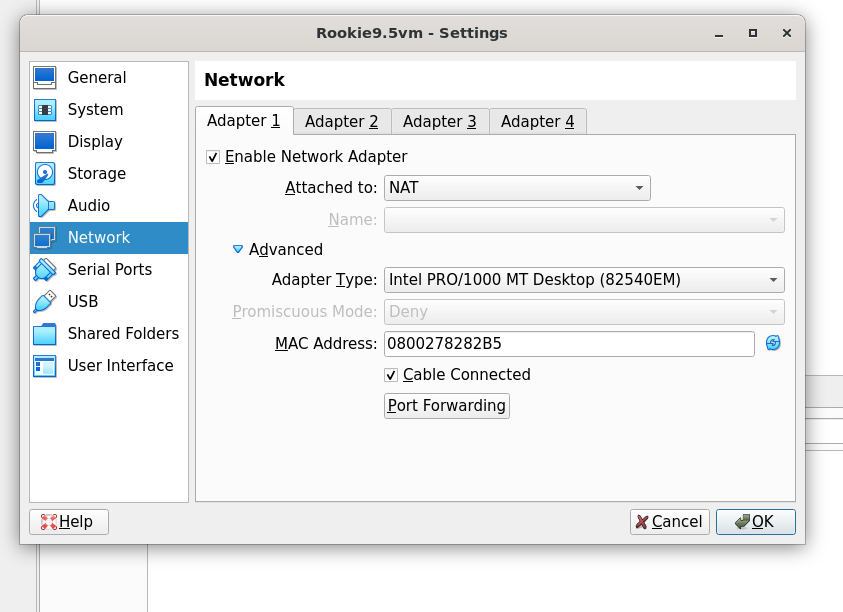 Rookie9.5vm - Settings
General
System
Display
Storage
Audio
Network
Serial Ports
USB
Shared Folders
User Interface
Network
Adapter 1 Adapter 2 Adapter 3 Adapter 4
Enable Network Adapter
Attached to: NAT
Name:
Advanced
Adapter Type: Intel PRO/1000 MT Desktop (82540EM)
Promiscuous Mode: Deny
MAC Address: 0800278282B5
Cable Connected
Port Forwarding
Help Cancel OK